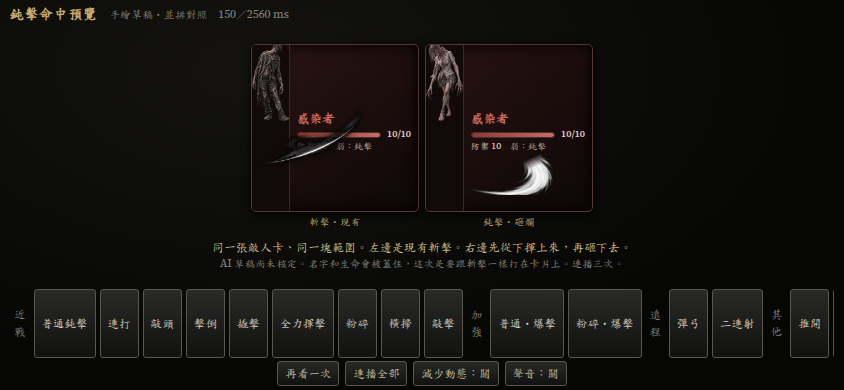 鈍擊命中預覽 手繪草稿・並排對照 150／2560 ms
感染者
10/10
弱：鈍擊
感染者
10/10
防禦 10 弱：鈍擊
斬擊・現有
鈍擊・砸爛
同一張敵人卡、同一塊範圍。左邊是現有斬擊。右邊先從下揮上來，再砸下去。
AI 草稿尚未核定。名字和生命會被蓋住，這次是要跟斬擊一樣打在卡片上。連播三次。
近戰 普通鈍擊 連打 敲頭 擊倒 猛擊 全力揮擊 粉碎 橫掃 敲擊 加強 普通・爆擊 粉碎・爆擊 遠程 彈弓 二連射 其他 推開
再看一次 連播全部 減少動態：關 聲音：關